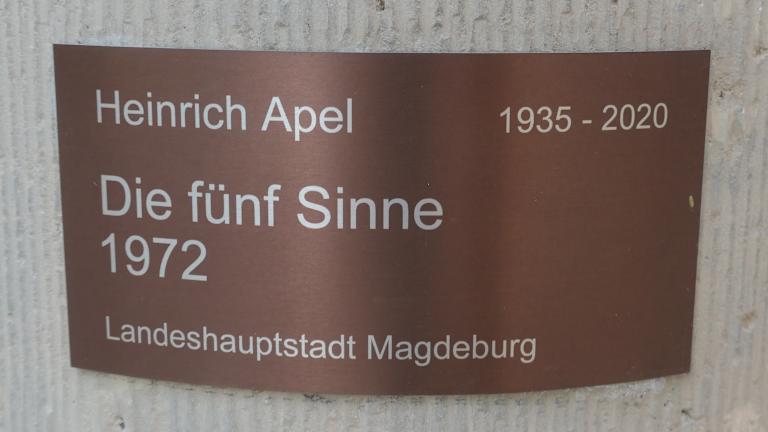 Heinrich Apel 1935 - 2020
Die fünf Sinne
1972
Landeshauptstadt Magdeburg